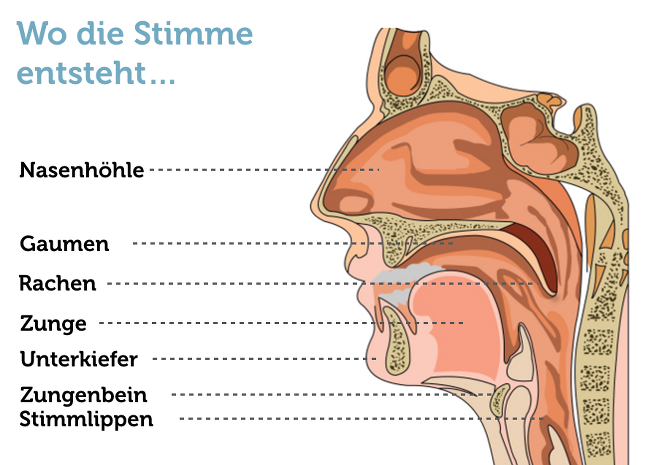 Wo die Stimme
entsteht...
Nasenhöhle
Gaumen
Rachen
Zunge
Unterkiefer
Zungenbein
Stimmlippen